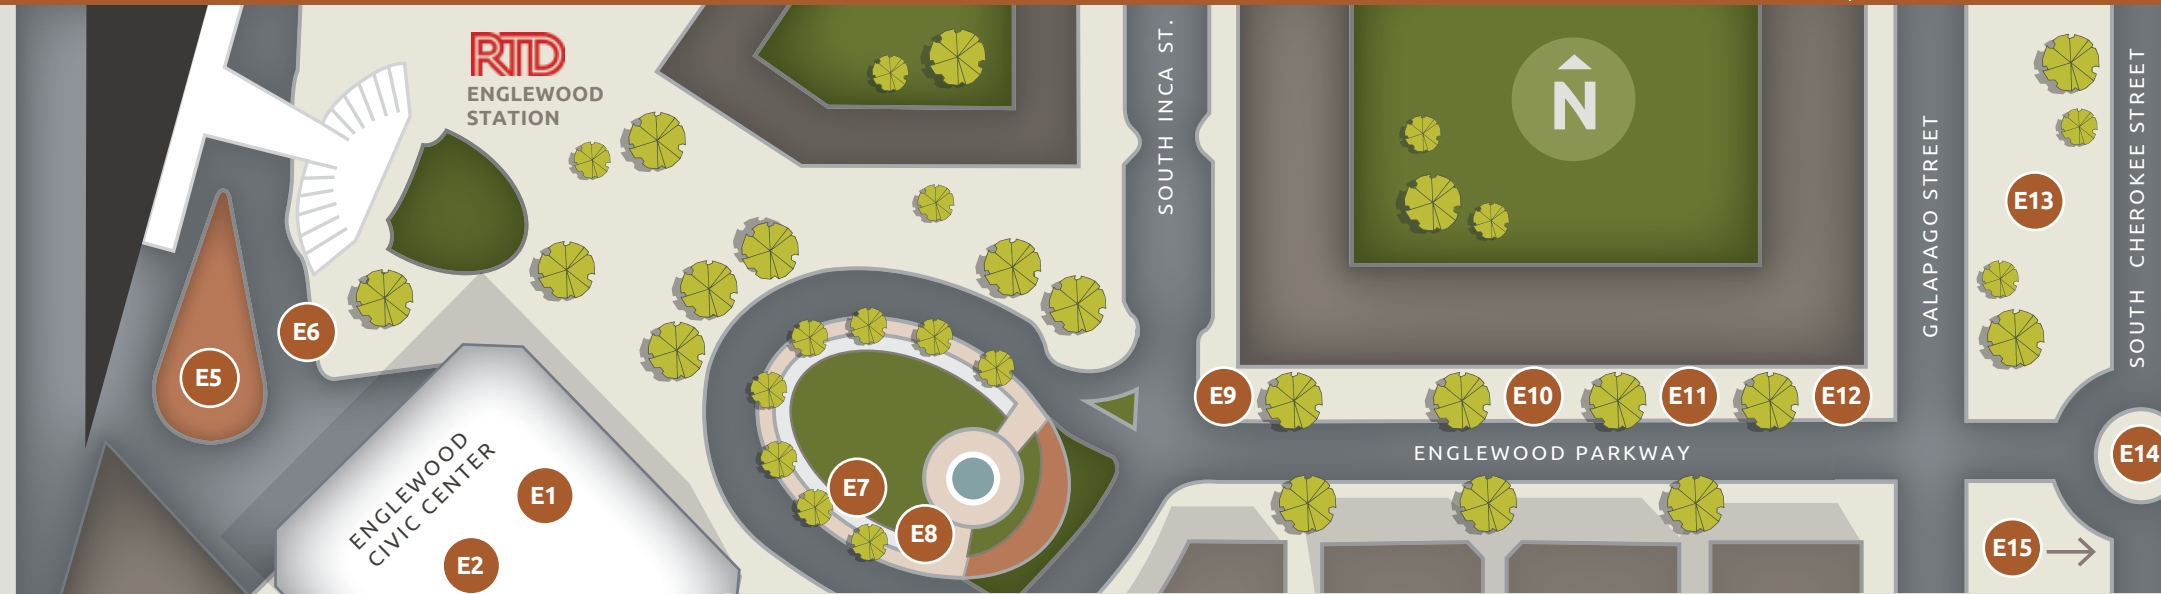 RTD
ENGLEWOOD
STATION
SOUTH INCA ST.
N
GALAPAGO STREET
SOUTH CHEROKEE STREET
E13
E6
E5
E9
E10
E11
E12
ENGLEWOOD PARKWAY
E14
ENGLEWOOD
CIVIC CENTER
E1
E2
E7
E8
E15